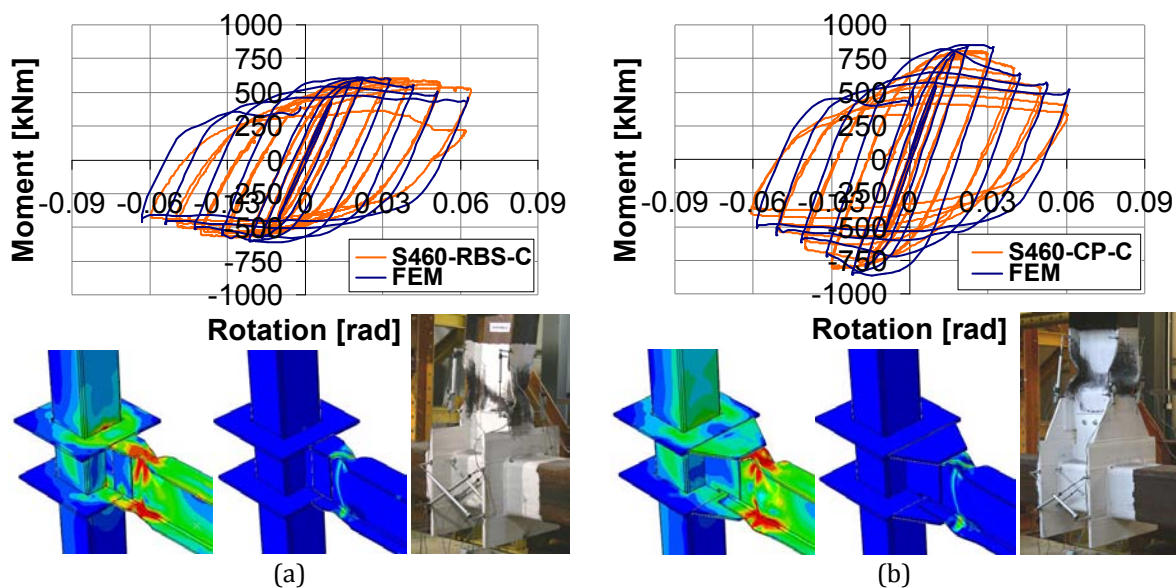 1000
750
500
250
0
-250
-500
-750
-1000
-0.09 -0.06 -0.03 0 0.03 0.06 0.09
Moment [kNm]
Rotation [rad]
S460-RBS-C
FEM
1000
750
500
250
0
-250
-500
-750
-1000
-0.09 -0.06 -0.03 0 0.03 0.06 0.09
Moment [kNm]
Rotation [rad]
S460-CP-C
FEM
(a)
(b)